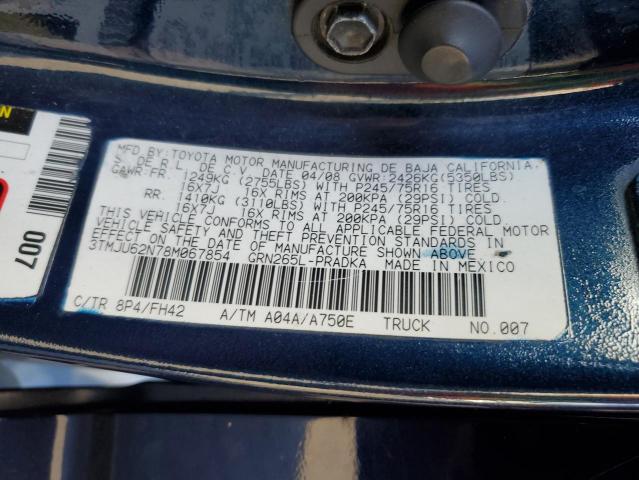 MFD. BY: TOYOTA MOTOR MANUFACTURING DE BAJA CALIFORNIA.
S. DE R.L. DE C.V. DATE 04/08 GVWR: 2426KG(5350LBS)
GAWR: FR. 1249KG (2755LBS) WITH P245/75R16 TIRES
16X7J 16X RIMS AT 200KPA (29PSI) COLD.
RR. 1410KG (3110LBS) WITH P245/75R16 TIRES
16X7J 16X RIMS AT 200KPA (29PSI) COLD.
THIS VEHICLE CONFORMS TO ALL APPLICABLE FEDERAL MOTOR
VEHICLE SAFETY AND THEFT PREVENTION STANDARDS IN EFFECT
ON THE DATE OF MANUFACTURE SHOWN ABOVE.
3TMJU62N78M067854 GRN265L-PRADKA MADE IN MEXICO
C/TR 8P4/FH42 A/TM A04A/A750E TRUCK NO.007
007